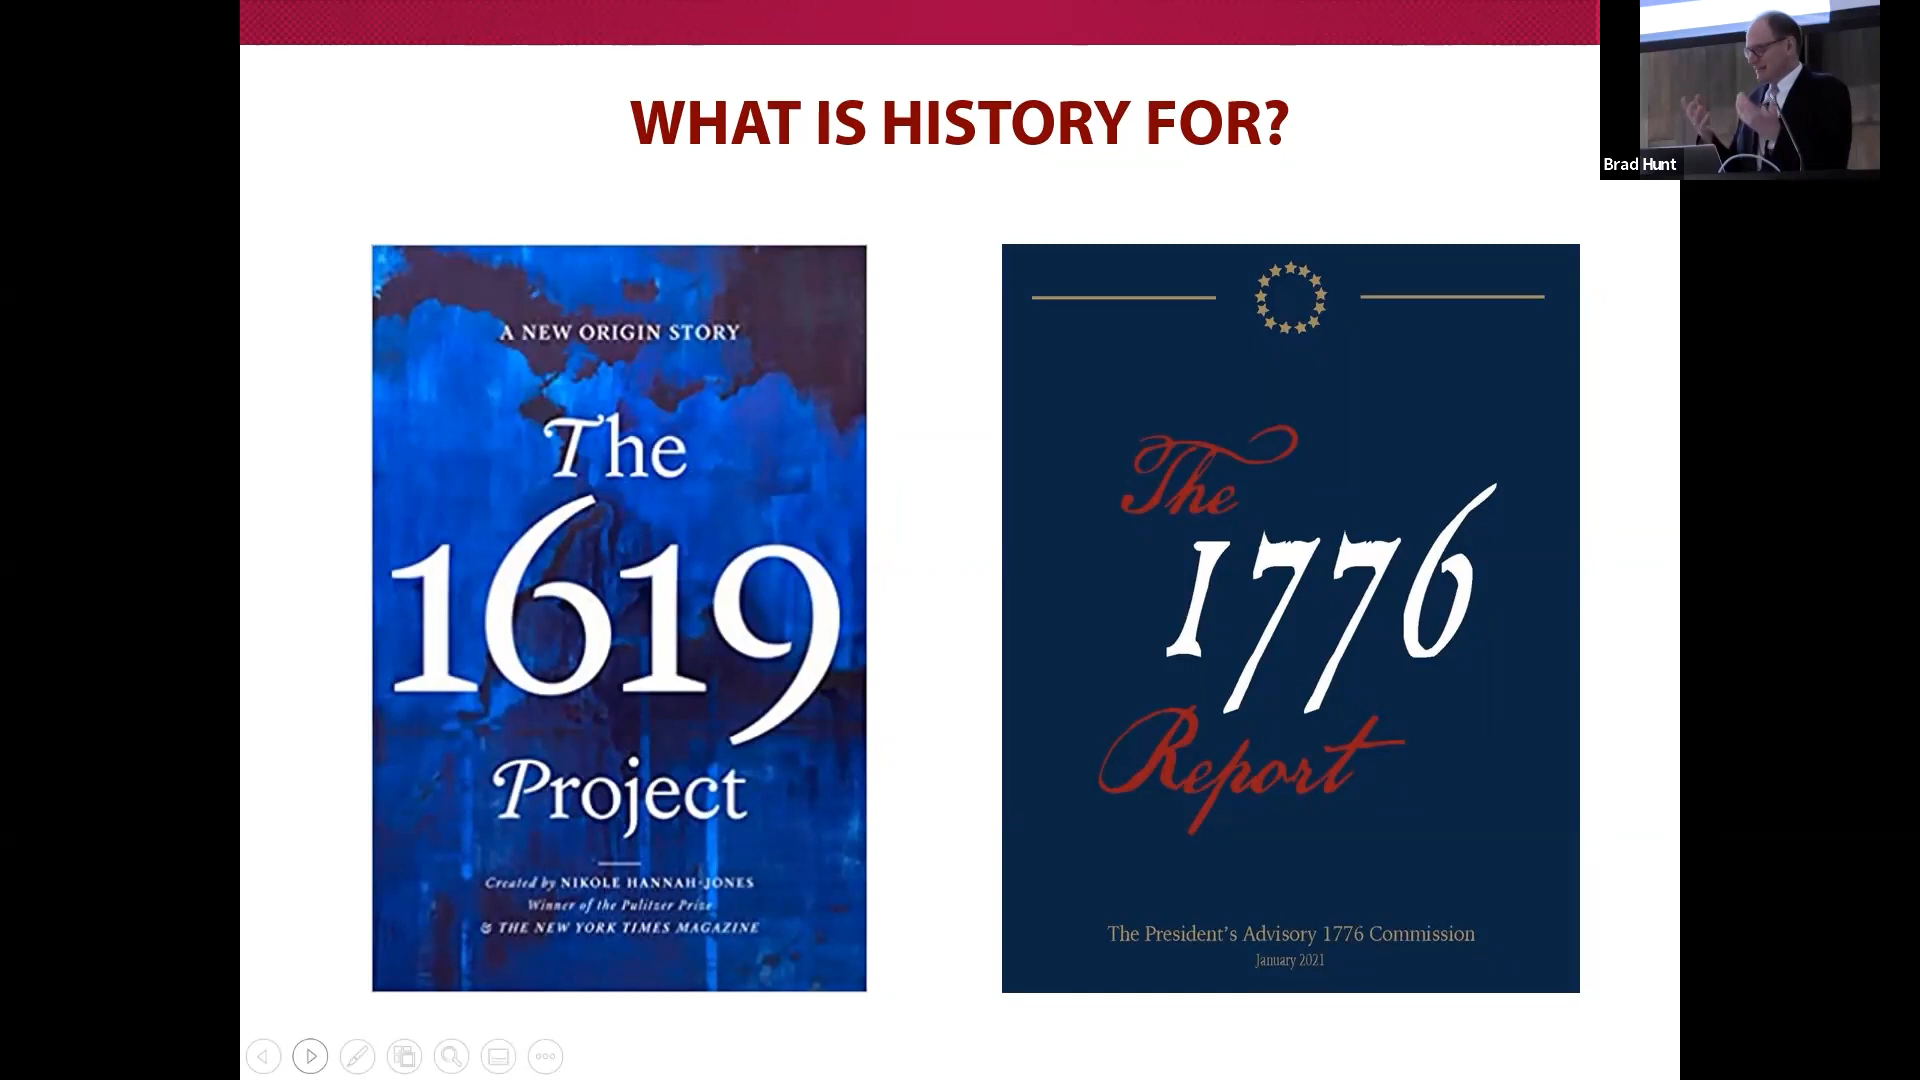 WHAT IS HISTORY FOR?
Brad Hunt
A NEW ORIGIN STORY
The
1619
Project
Created by NIKOLE HANNAH-JONES
Winner of the Pulitzer Prize
& THE NEW YORK TIMES MAGAZINE
The
1776
Report
The President's Advisory 1776 Commission
January 2021